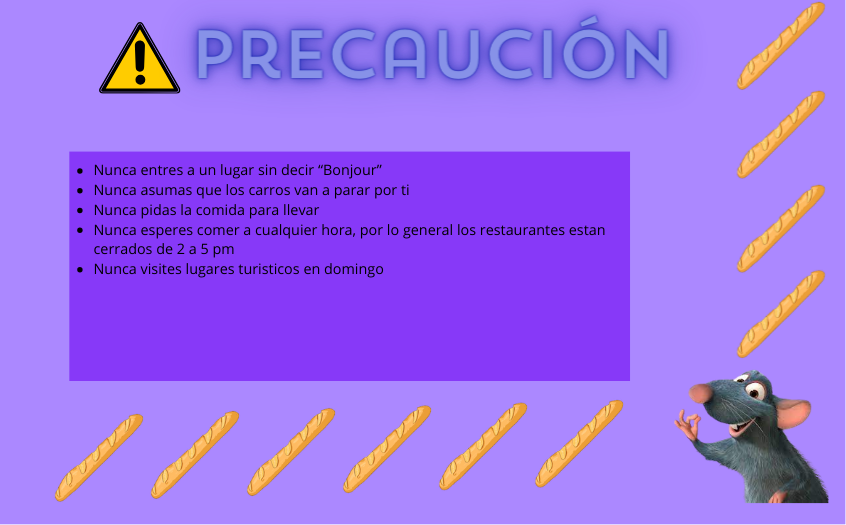 PRECAUCIÓN
• Nunca entres a un lugar sin decir “Bonjour”
• Nunca asumas que los carros van a parar por ti
• Nunca pidas la comida para llevar
• Nunca esperes comer a cualquier hora, por lo general los restaurantes estan
cerrados de 2 a 5 pm
• Nunca visites lugares turisticos en domingo